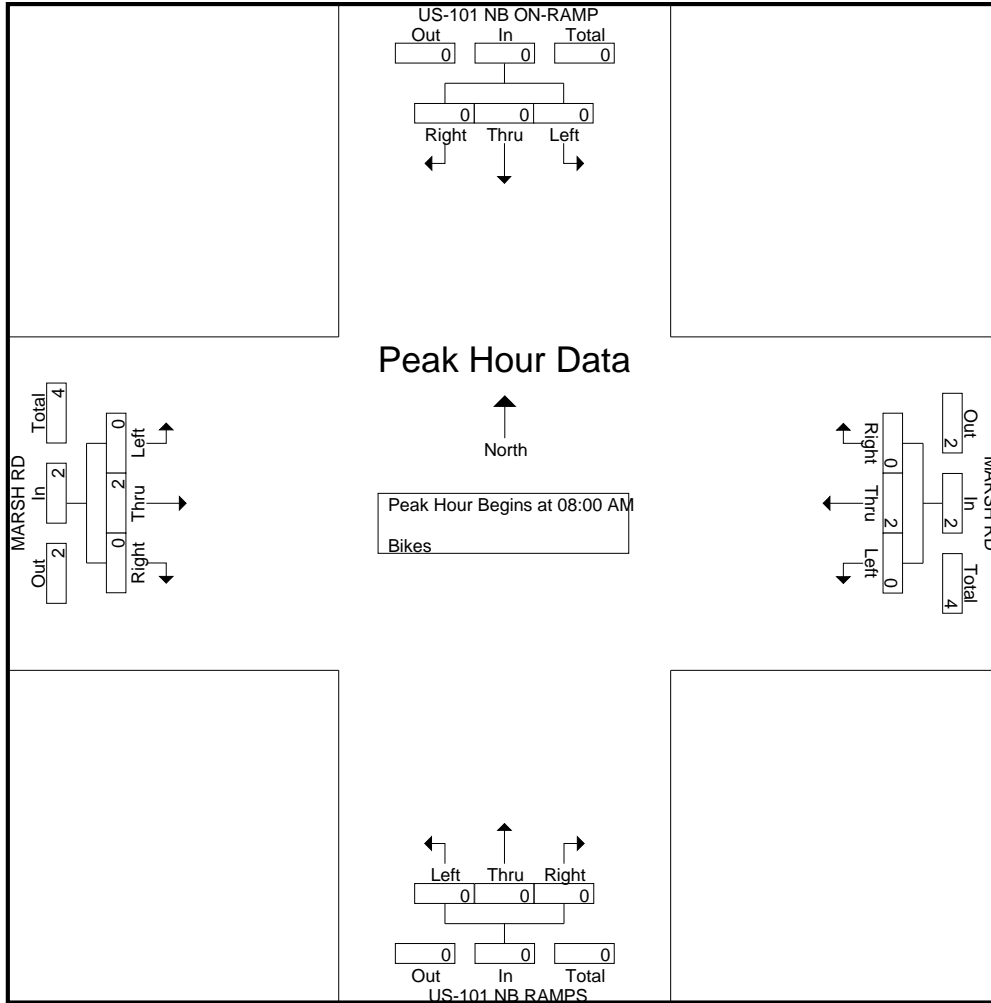 US-101 NB ON-RAMP
Out In Total
0 0 0
0 0 0
Right Thru Left
Peak Hour Data
North
Peak Hour Begins at 08:00 AM
Bikes
MARSH RD
Total In Out
4 2 2
0 2 0
Left Thru Right
Right Thru Left
0 2 0
2 2 4
Out In Total
MARSH RD
Left Thru Right
0 0 0
0 0 0
Out In Total
US-101 NB RAMPS